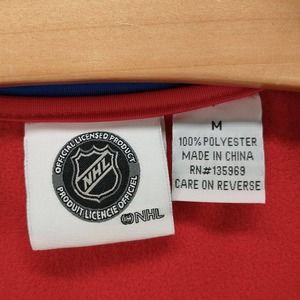 OFFICIAL LICENSED PRODUCT
NHL
PRODUIT LICENCIÉ OFFICIEL
©NHL
M
100% POLYESTER
MADE IN CHINA
RN#135969
CARE ON REVERSE